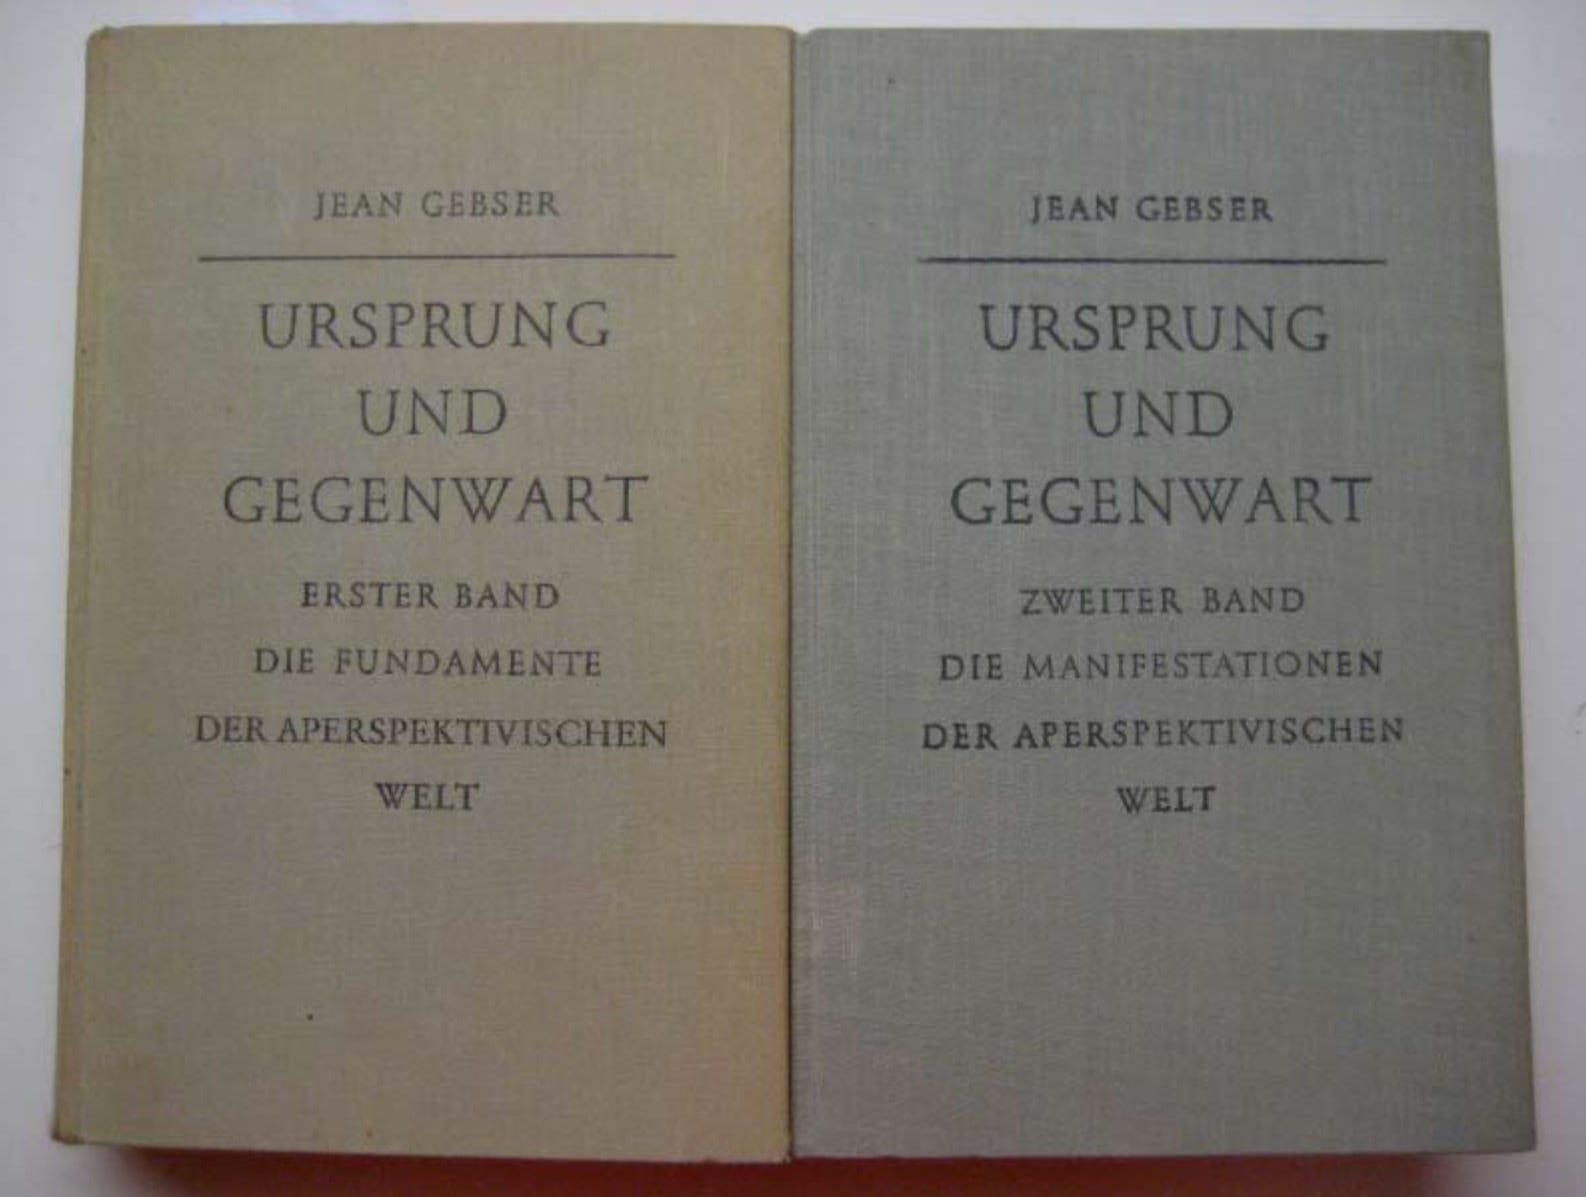 JEAN GEBSER
URSPRUNG
UND
GEGENWART
ERSTER BAND
DIE FUNDAMENTE
DER APERSPEKTIVISCHEN
WELT
JEAN GEBSER
URSPRUNG
UND
GEGENWART
ZWEITER BAND
DIE MANIFESTATIONEN
DER APERSPEKTIVISCHEN
WELT